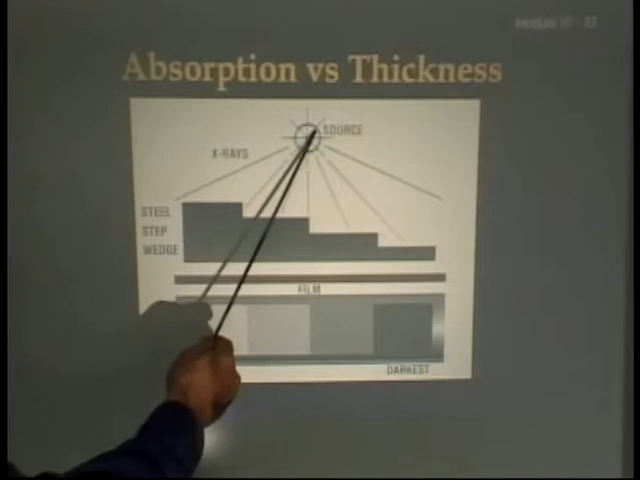 Absorption vs Thickness
SOURCE
X-RAYS
STEEL
STEP
WEDGE
FILM
DARKEST